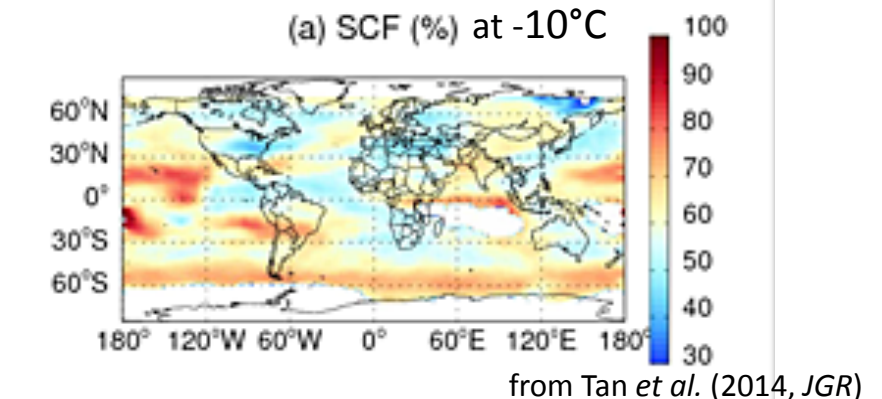 (a) SCF (%) at -10°C
100
90
80
70
60
50
40
30
60°N
30°N
0°
30°S
60°S
180° 120°W 60°W 0° 60°E 120°E 180°
from Tan et al. (2014, JGR)